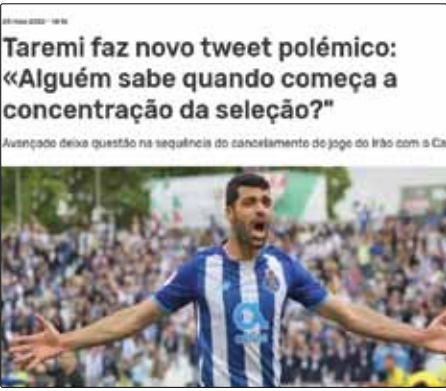 Taremi faz novo tweet polémico:
«Alguém sabe quando começa a
concentração da seleção?"
Avançado deixa questão na sequência do cancelamento do jogo do Irão com o Ca